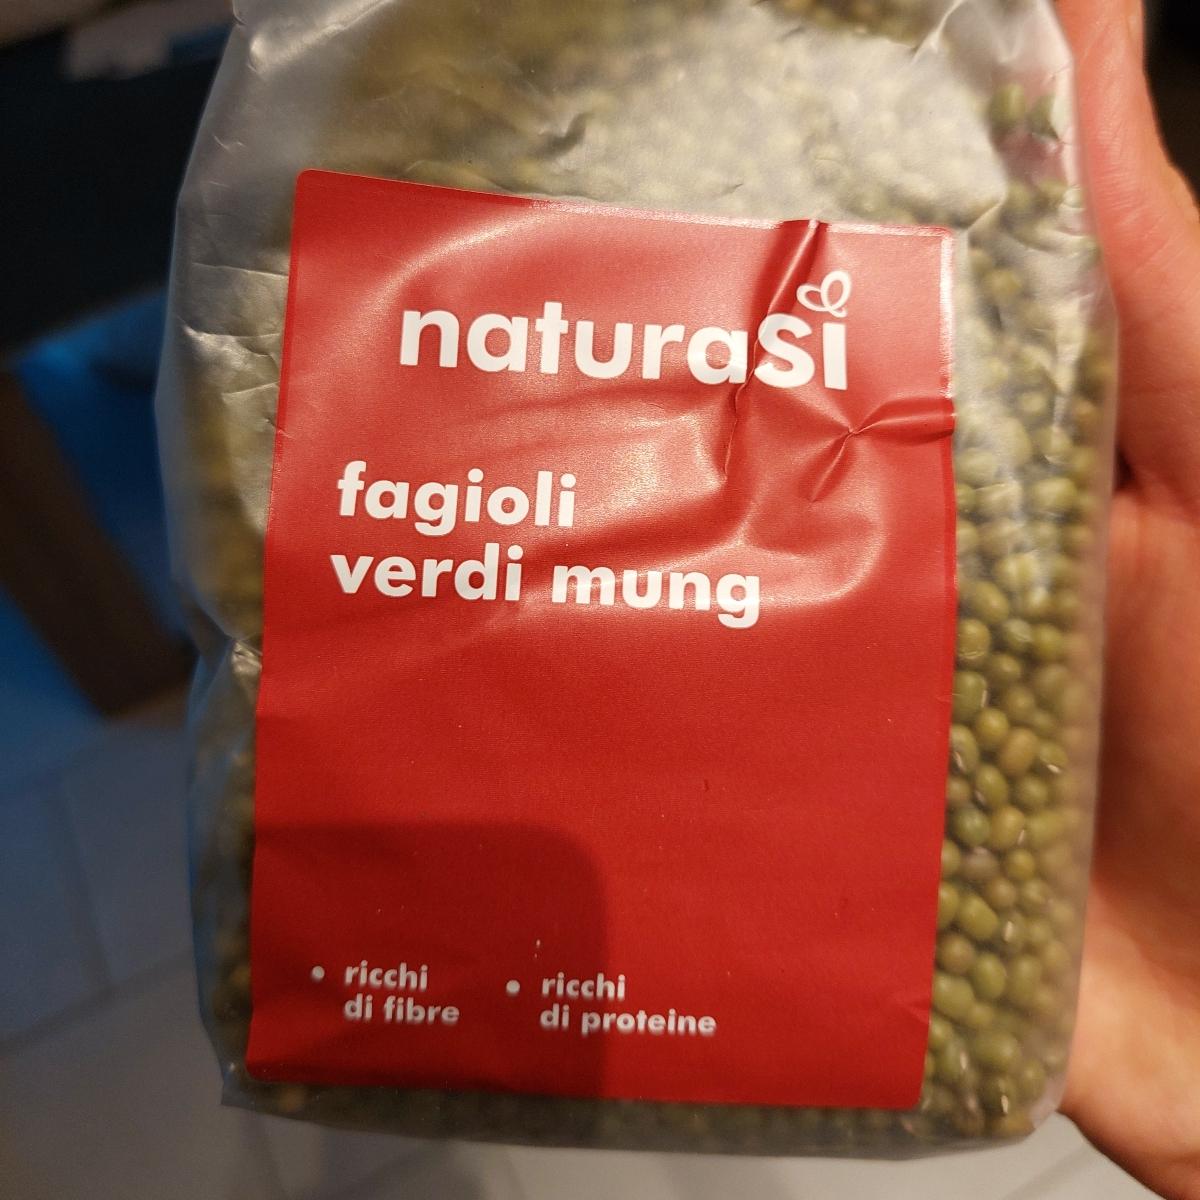 naturasì
fagioli
verdi mung
• ricchi
di fibre
• ricchi
di proteine